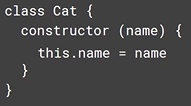 class Cat {
  constructor (name) {
    this.name = name
  }
}